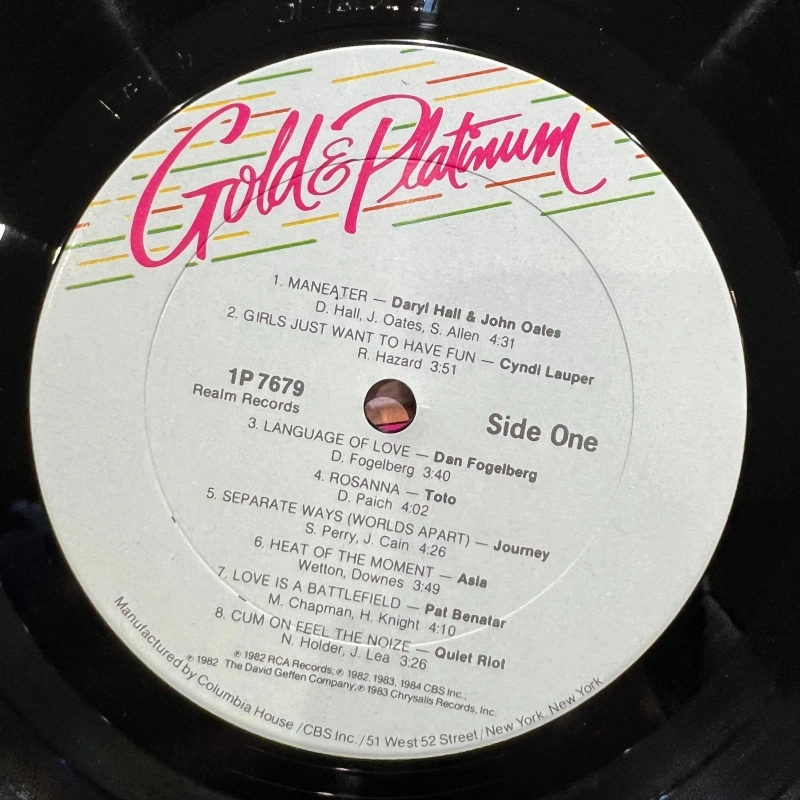 Gold & Platinum
1. MANEATER — Daryl Hall & John Oates
D. Hall, J. Oates, S. Allen 4:31
2. GIRLS JUST WANT TO HAVE FUN — Cyndi Lauper
R. Hazard 3:51
1P 7679
Realm Records
Side One
3. LANGUAGE OF LOVE — Dan Fogelberg
D. Fogelberg 3:40
4. ROSANNA — Toto
D. Paich 4:02
5. SEPARATE WAYS (WORLDS APART) — Journey
S. Perry, J. Cain 4:26
6. HEAT OF THE MOMENT — Asia
Wetton, Downes 3:49
7. LOVE IS A BATTLEFIELD — Pat Benatar
M. Chapman, H. Knight 4:10
8. CUM ON FEEL THE NOIZE — Quiet Riot
N. Holder, J. Lea 3:26
℗ 1982 RCA Records; ℗ 1982, 1983, 1984 CBS Inc.;
℗ 1982 The David Geffen Company, ℗ 1983 Chrysalis Records, Inc.
Manufactured by Columbia House / CBS Inc. / 51 West 52 Street / New York, New York